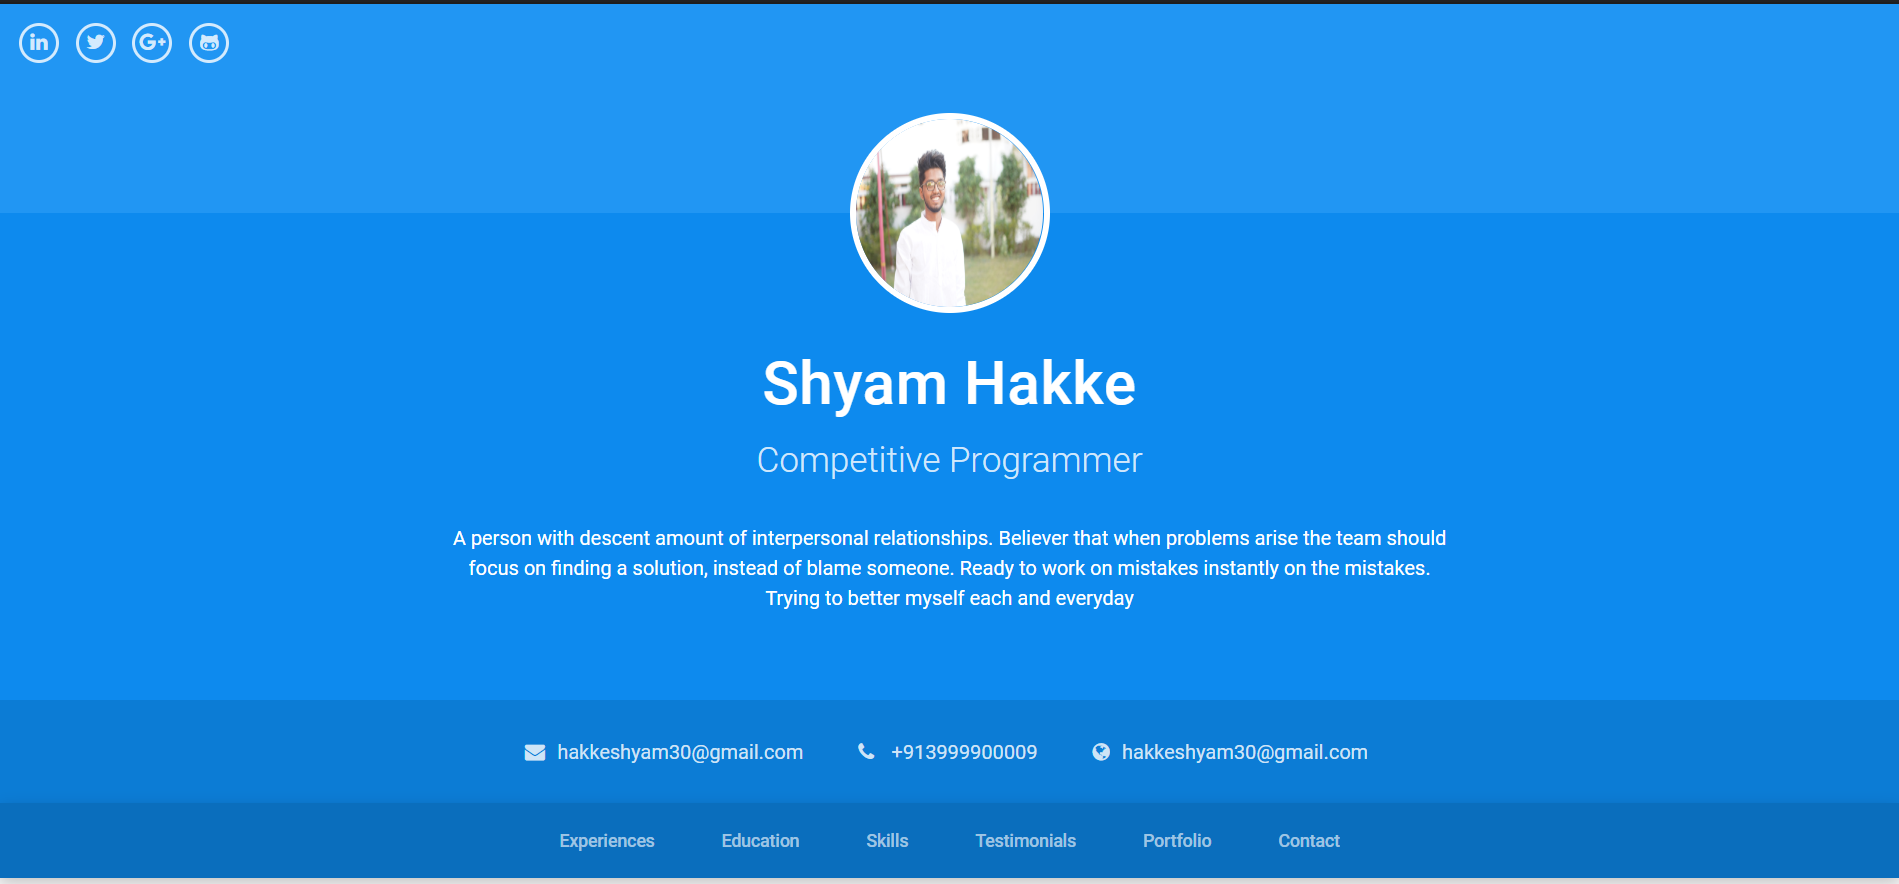 in
G+
Shyam Hakke
Competitive Programmer
A person with descent amount of interpersonal relationships. Believer that when problems arise the team should
focus on finding a solution, instead of blame someone. Ready to work on mistakes instantly on the mistakes.
Trying to better myself each and everyday
hakkeshyam30@gmail.com +913999900009 hakkeshyam30@gmail.com
Experiences Education Skills Testimonials Portfolio Contact